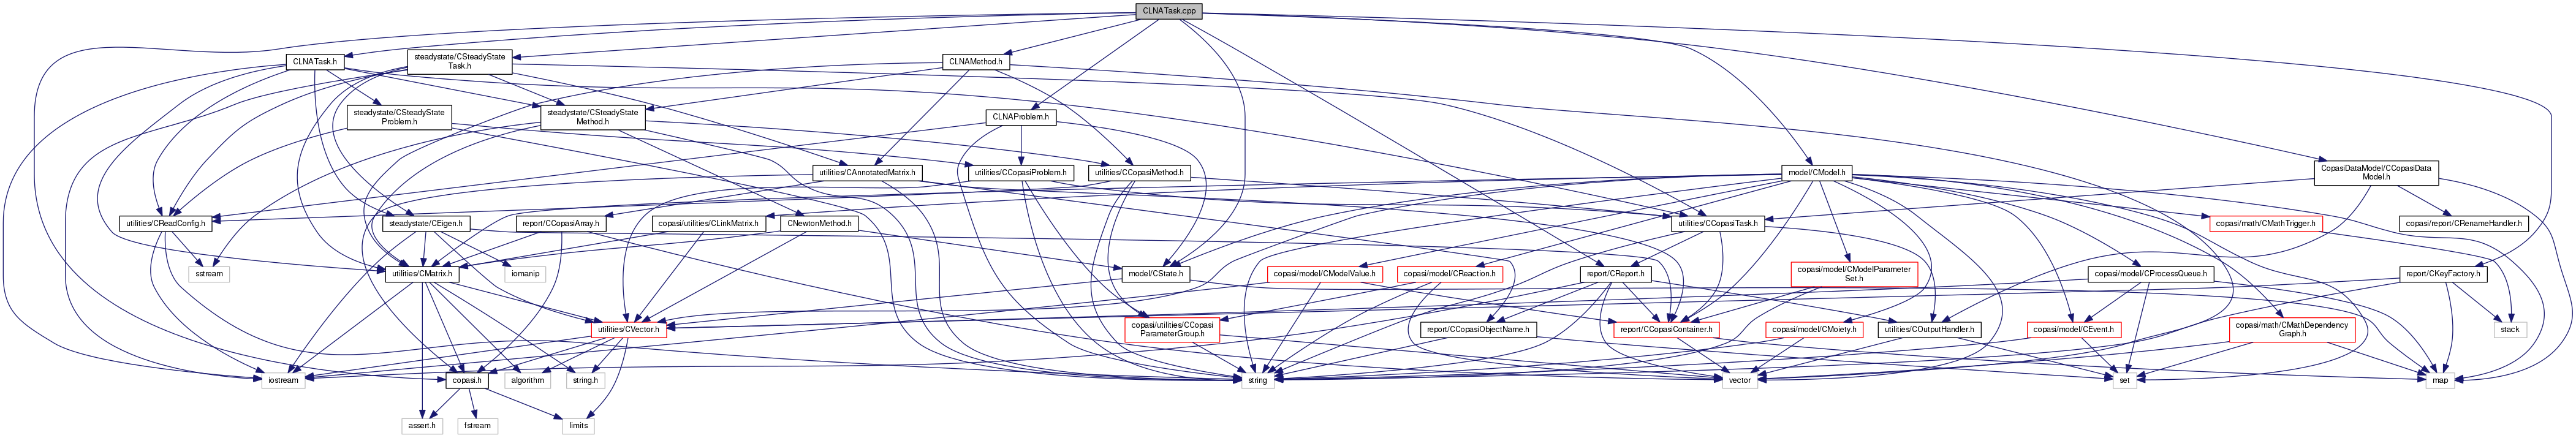 CLNATask.cpp
CLNATask.h
steadystate/CSteadyState
Task.h
CLNAMethod.h
steadystate/CSteadyState
Problem.h
steadystate/CSteadyState
Method.h
CLNAProblem.h
utilities/CAnnotatedMatrix.h
utilities/CCopasiProblem.h
utilities/CCopasiMethod.h
model/CModel.h
CopasiDataModel/CCopasiData
Model.h
utilities/CReadConfig.h
steadystate/CEigen.h
report/CCopasiArray.h
copasi/utilities/CLinkMatrix.h
CNewtonMethod.h
utilities/CCopasiTask.h
copasi/math/CMathTrigger.h
copasi/report/CRenameHandler.h
sstream
utilities/CMatrix.h
iomanip
model/CState.h
copasi/model/CModelValue.h
copasi/model/CReaction.h
report/CReport.h
copasi/model/CModelParameter
Set.h
copasi/model/CProcessQueue.h
report/CKeyFactory.h
utilities/CVector.h
copasi/utilities/CCopasi
ParameterGroup.h
report/CCopasiObjectName.h
report/CCopasiContainer.h
copasi/model/CMoiety.h
utilities/COutputHandler.h
copasi/model/CEvent.h
copasi/math/CMathDependency
Graph.h
stack
iostream
copasi.h
algorithm
string.h
string
vector
set
map
assert.h
fstream
limits